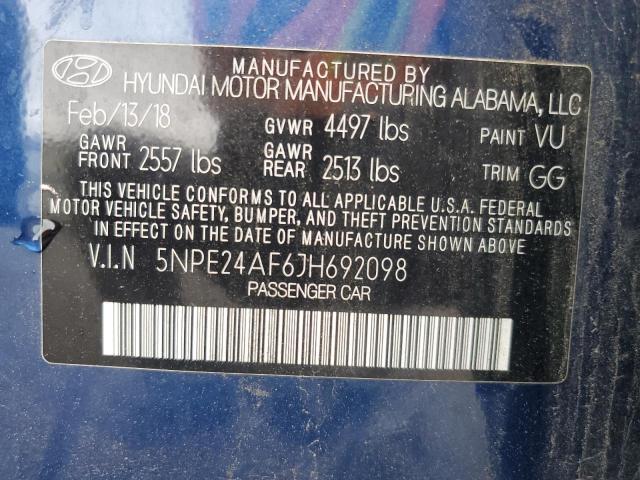 MANUFACTURED BY
HYUNDAI MOTOR MANUFACTURING ALABAMA, LLC
Feb/13/18 GVWR 4497 lbs PAINT VU
GAWR FRONT 2557 lbs GAWR REAR 2513 lbs TRIM GG
THIS VEHICLE CONFORMS TO ALL APPLICABLE U.S.A. FEDERAL
MOTOR VEHICLE SAFETY, BUMPER, AND THEFT PREVENTION STANDARDS
IN EFFECT ON THE DATE OF MANUFACTURE SHOWN ABOVE.
V.I.N 5NPE24AF6JH692098
PASSENGER CAR